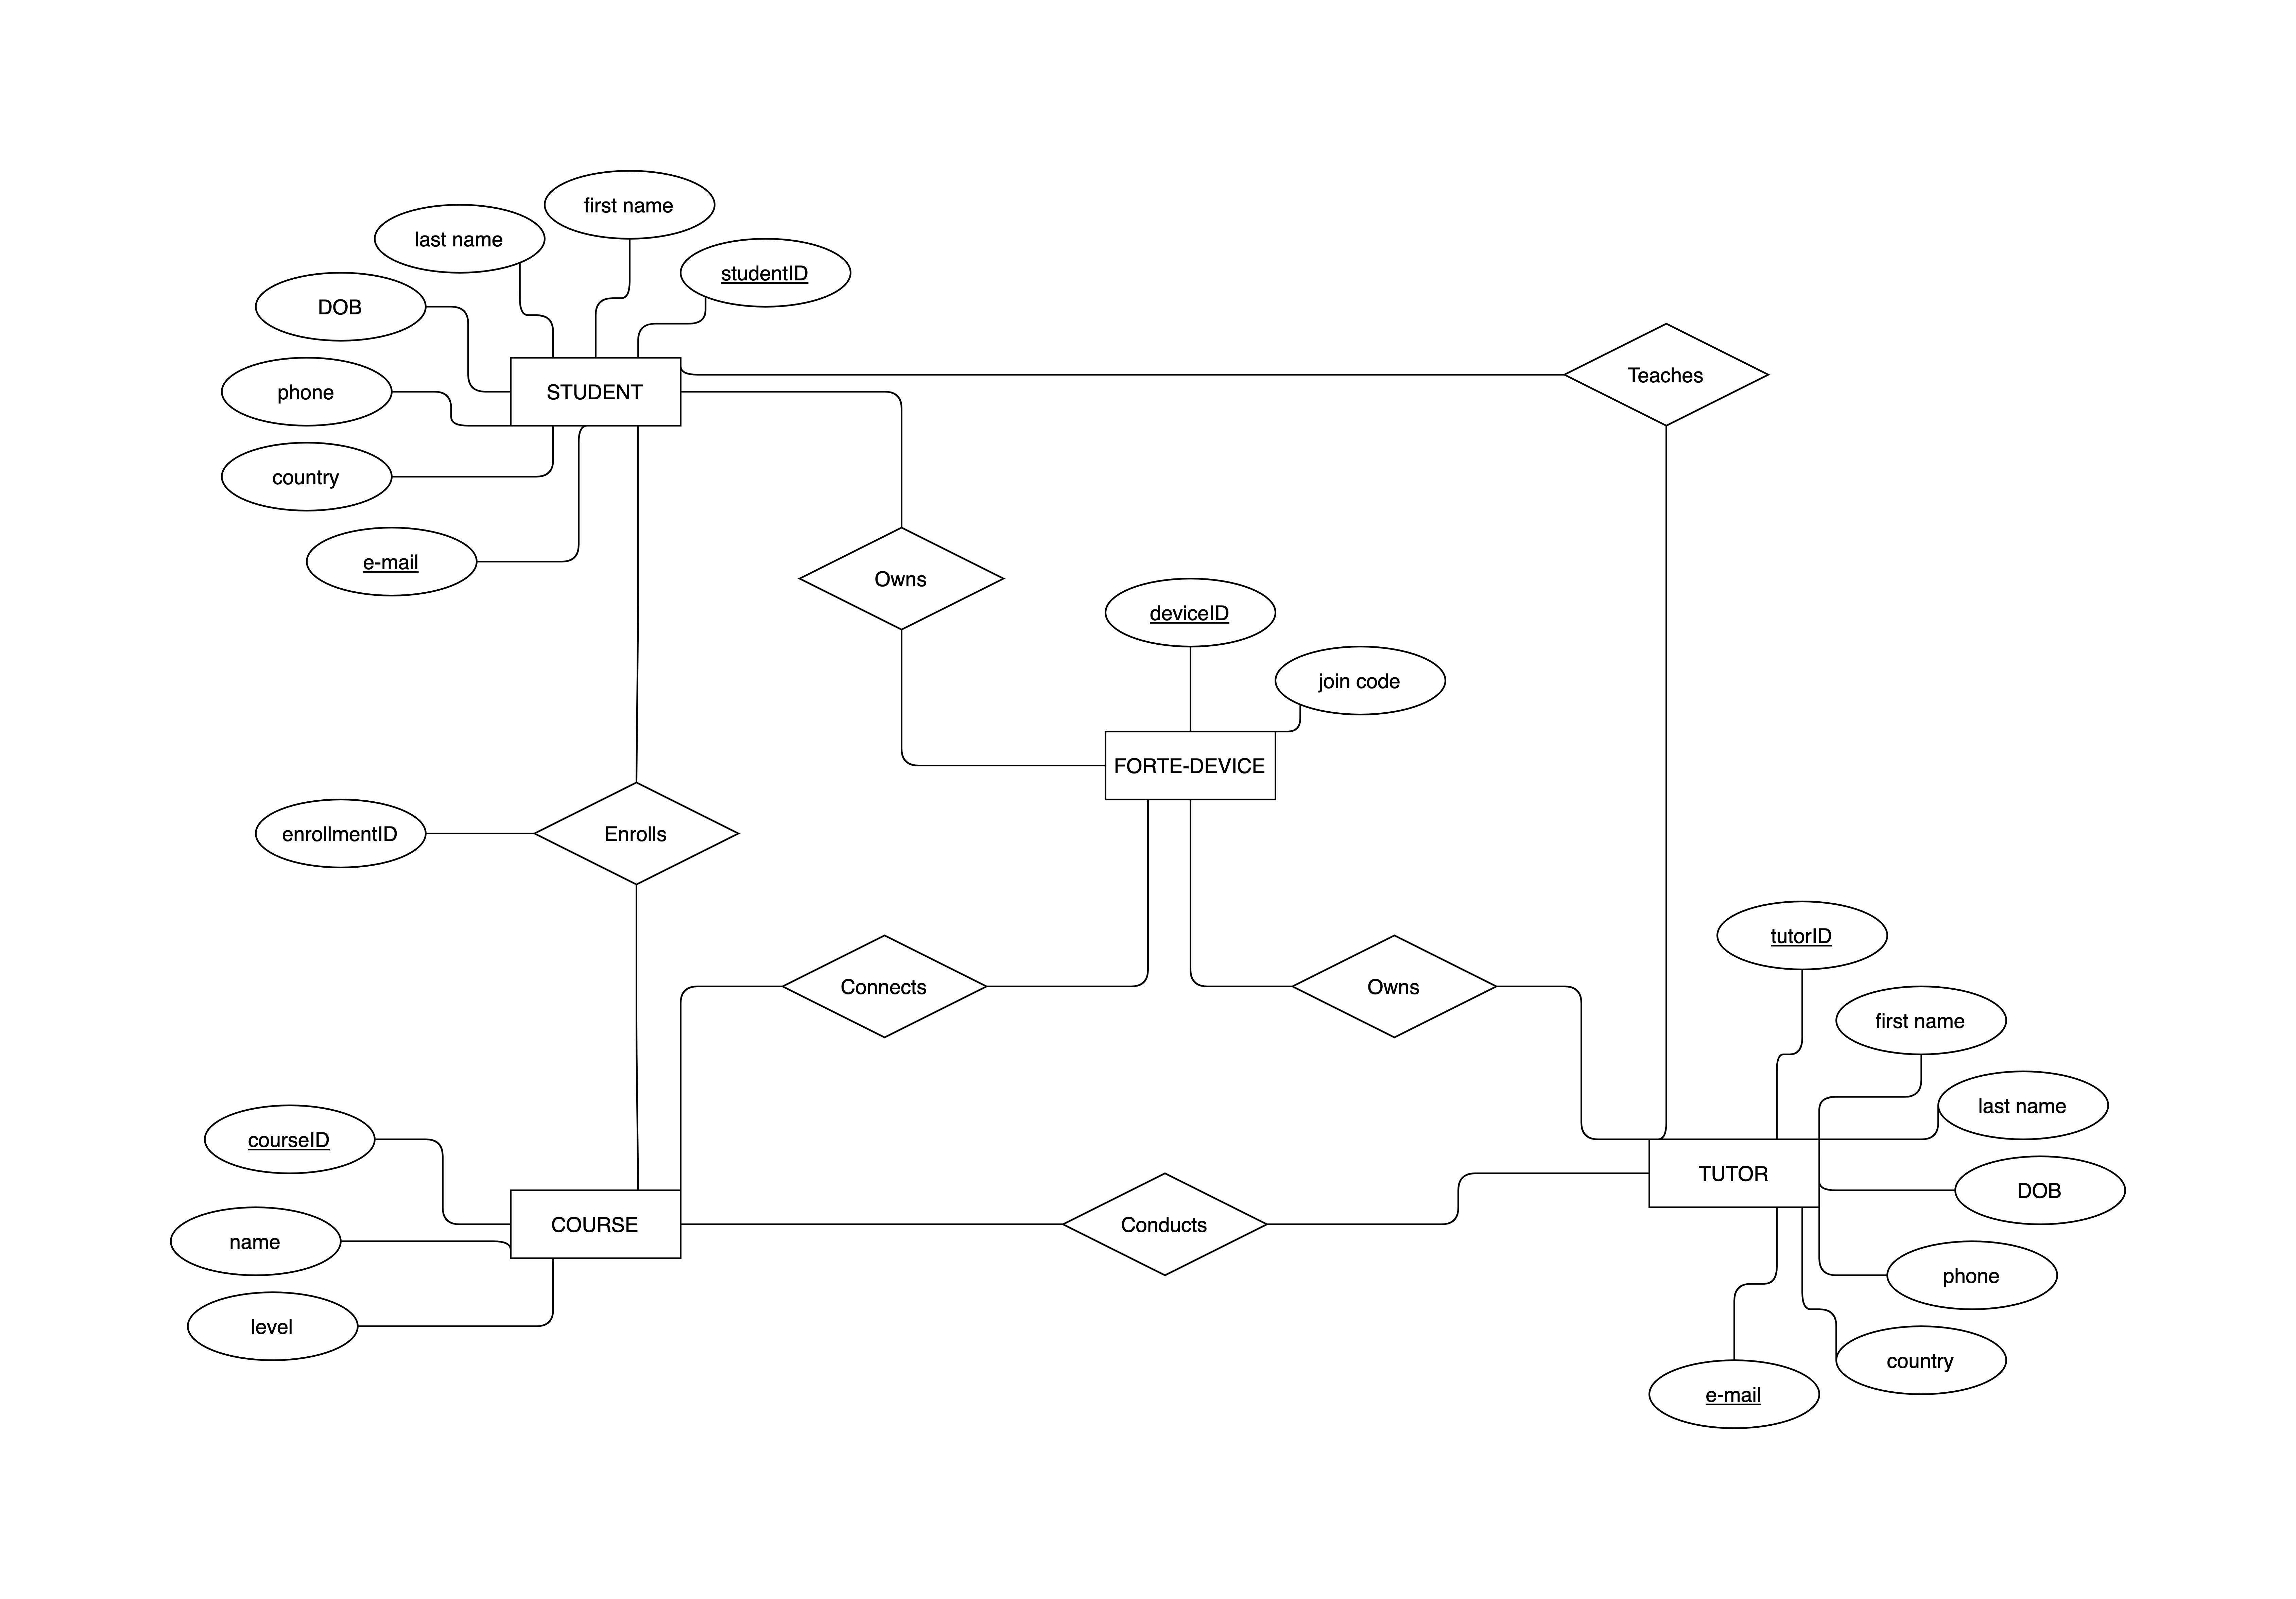 first name
last name
studentID
DOB
STUDENT
Teaches
phone
country
e-mail
Owns
deviceID
join code
FORTE-DEVICE
enrollmentID
Enrolls
tutorID
Connects
Owns
first name
last name
courseID
TUTOR
DOB
COURSE
Conducts
name
phone
level
country
e-mail